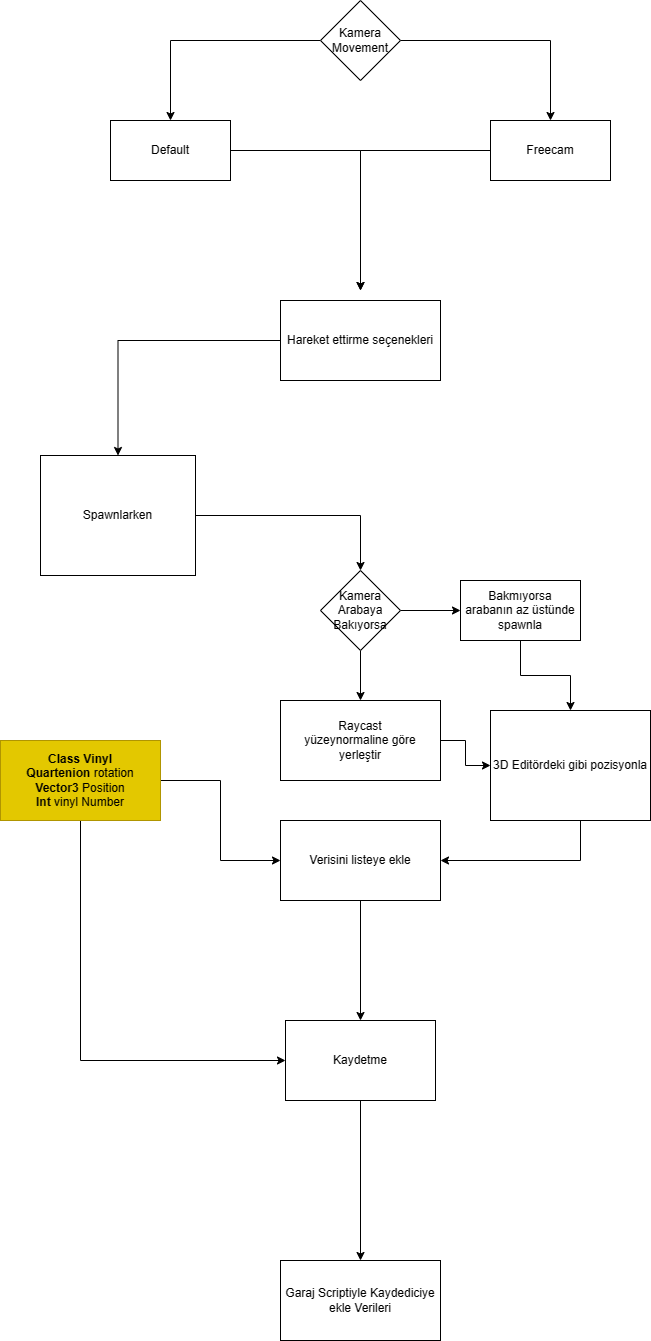 Kamera
Movement
Default
Freecam
Hareket ettirme seçenekleri
Spawnlarken
Kamera
Arabaya
Bakıyorsa
Bakmıyorsa
arabanın az üstünde
spawnla
Raycast
yüzeynormaline göre
yerleştir
3D Editördeki gibi pozisyonla
Class Vinyl
Quartenion rotation
Vector3 Position
Int vinyl Number
Verisini listeye ekle
Kaydetme
Garaj Scriptiyle Kaydediciye
ekle Verileri